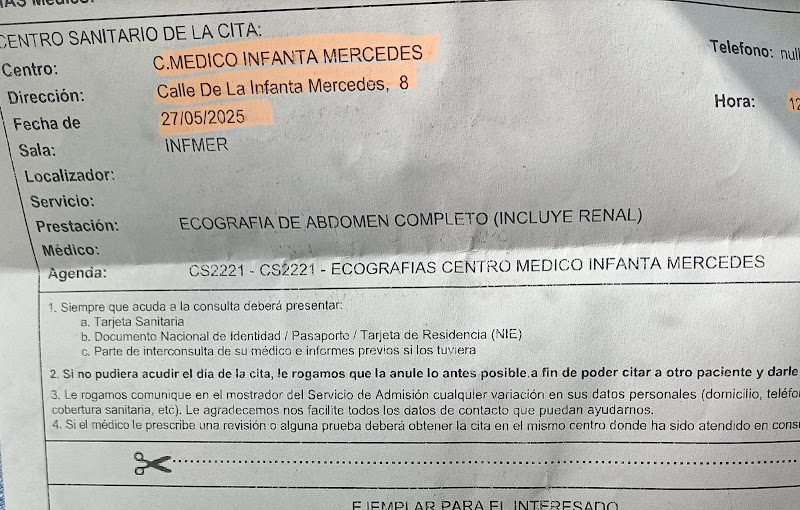 CENTRO SANITARIO DE LA CITA:
Centro: C.MEDICO INFANTA MERCEDES Telefono: null
Dirección: Calle De La Infanta Mercedes, 8
Fecha de 27/05/2025 Hora: 12
Sala: INFMER
Localizador:
Servicio:
Prestación: ECOGRAFIA DE ABDOMEN COMPLETO (INCLUYE RENAL)
Médico:
Agenda: CS2221 - CS2221 - ECOGRAFIAS CENTRO MEDICO INFANTA MERCEDES
1. Siempre que acuda a la consulta deberá presentar:
a. Tarjeta Sanitaria
b. Documento Nacional de Identidad / Pasaporte / Tarjeta de Residencia (NIE)
c. Parte de interconsulta de su médico e informes previos si los tuviera
2. Si no pudiera acudir el día de la cita, le rogamos que la anule lo antes posible,a fin de poder citar a otro paciente y darle
3. Le rogamos comunique en el mostrador del Servicio de Admisión cualquier variación en sus datos personales (domicilio, teléfo
cobertura sanitaria, etc). Le agradecemos nos facilite todos los datos de contacto que puedan ayudarnos.
4. Si el médico le prescribe una revisión o alguna prueba deberá obtener la cita en el mismo centro donde ha sido atendido en cons
EJEMPLAR PARA EL INTERESADO